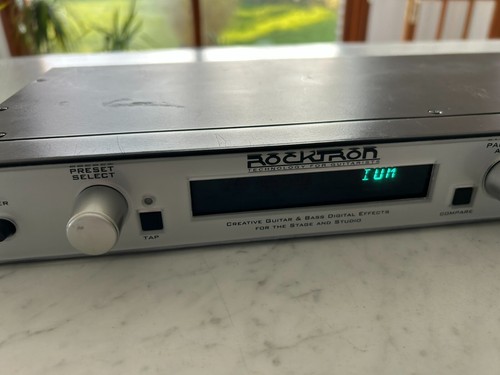 PRESET
SELECT
TAP
ROCKTRON
TECHNOLOGY FOR GUITARISTS
IUM
CREATIVE GUITAR & BASS DIGITAL EFFECTS
FOR THE STAGE AND STUDIO
COMPARE